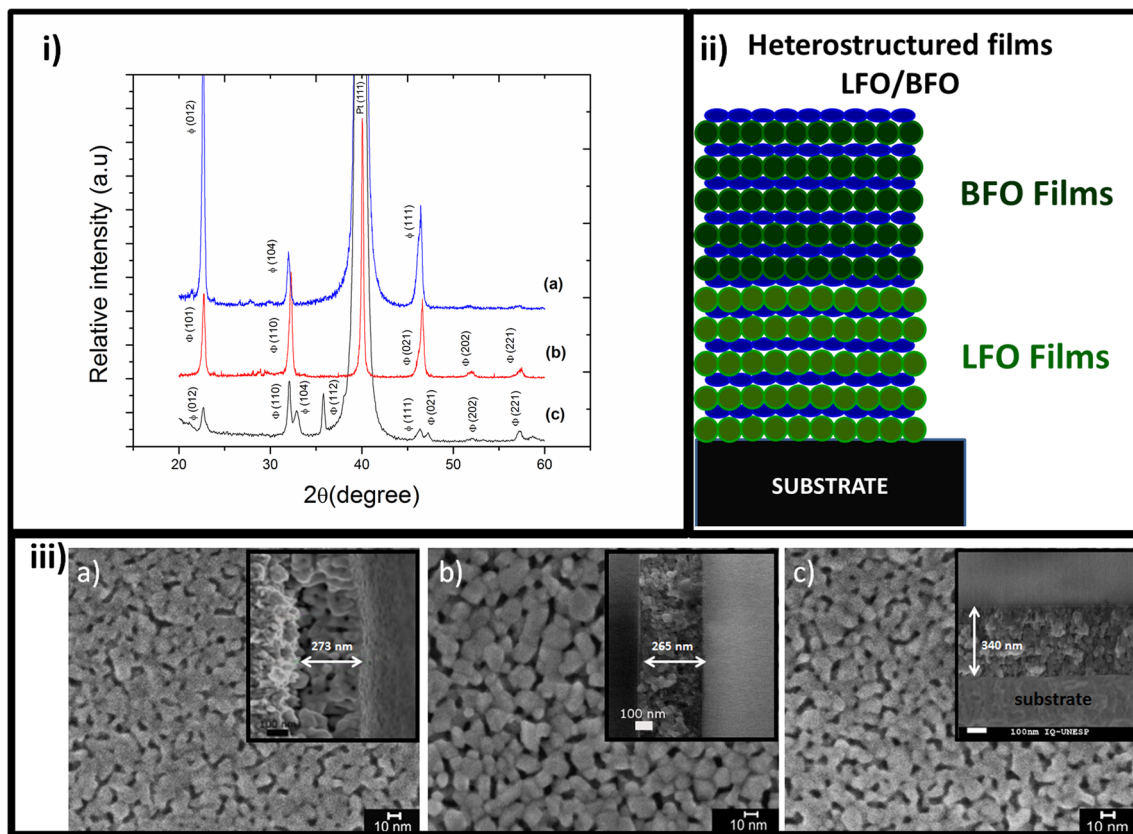 i)
Relative intensity (a.u)
ϕ (012)
ϕ (104)
Pt (111)
ϕ (111)
(a)
Φ (101)
Φ (110)
Φ (021)
Φ (202)
Φ (221)
(b)
ϕ (012)
Φ (110)
ϕ (104)
Φ (112)
ϕ (111)
Φ (021)
Φ (202)
Φ (221)
(c)
20 30 40 50 60
2θ(degree)
ii)
Heterostructured films
LFO/BFO
BFO Films
LFO Films
SUBSTRATE
iii)
a)
273 nm
100 nm
10 nm
b)
265 nm
100 nm
10 nm
c)
340 nm
substrate
100nm IQ-UNESP
10 nm